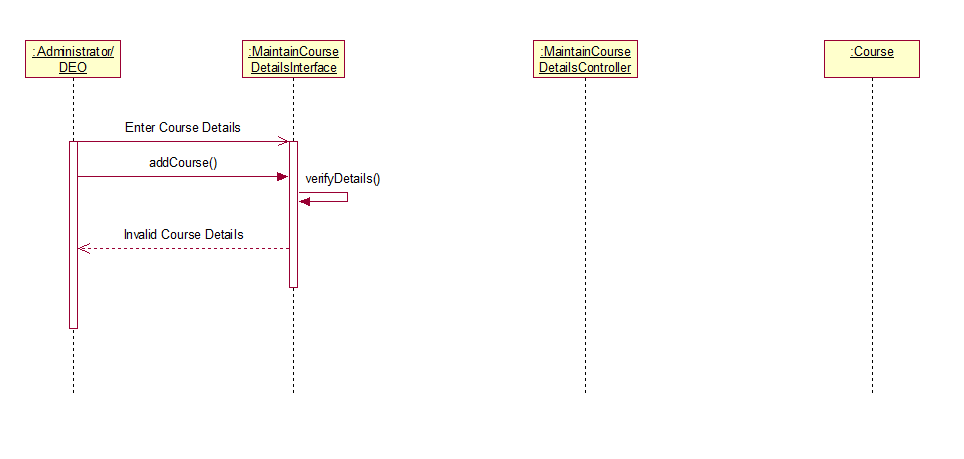 :Administrator/
DEO
:MaintainCourse
DetailsInterface
:MaintainCourse
DetailsController
:Course
Enter Course Details
addCourse()
verifyDetails()
Invalid Course Details